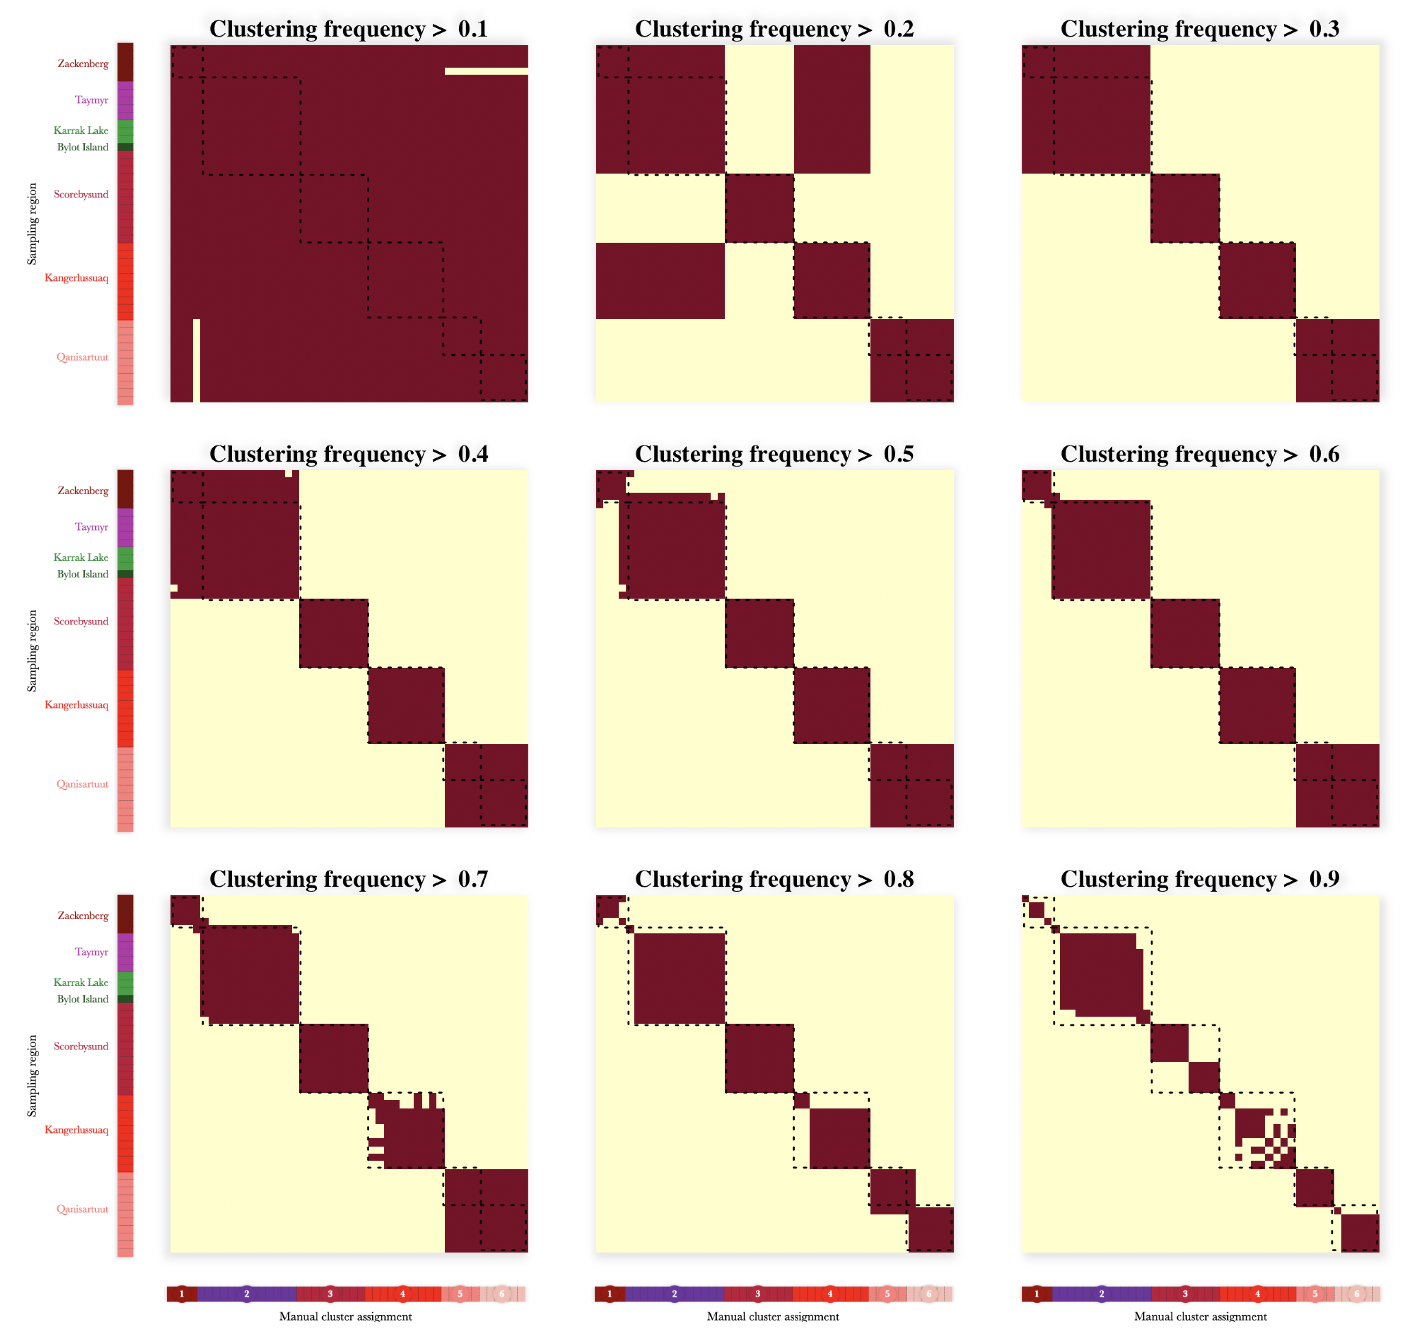 Clustering frequency > 0.1
Clustering frequency > 0.2
Clustering frequency > 0.3
Zackenberg
Taymyr
Karrak Lake
Bylot Island
Scorebysund
Kangerlussuaq
Qanisartuut
Sampling region
Clustering frequency > 0.4
Clustering frequency > 0.5
Clustering frequency > 0.6
Zackenberg
Taymyr
Karrak Lake
Bylot Island
Scorebysund
Kangerlussuaq
Qanisartuut
Sampling region
Clustering frequency > 0.7
Clustering frequency > 0.8
Clustering frequency > 0.9
Zackenberg
Taymyr
Karrak Lake
Bylot Island
Scorebysund
Kangerlussuaq
Qanisartuut
Sampling region
1 2 3 4 5 6
1 2 3 4 5 6
1 2 3 4 5 6
Manual cluster assignment
Manual cluster assignment
Manual cluster assignment